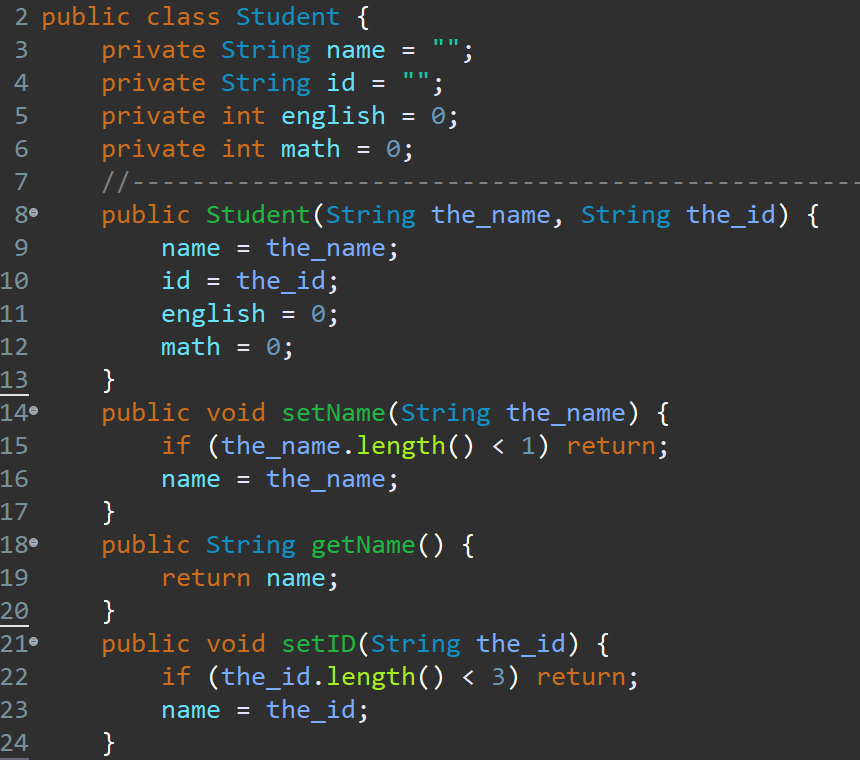 2 public class Student {
3     private String name = "";
4     private String id = "";
5     private int english = 0;
6     private int math = 0;
7     //-------------------------------------------------
8     public Student(String the_name, String the_id) {
9         name = the_name;
10         id = the_id;
11         english = 0;
12         math = 0;
13     }
14     public void setName(String the_name) {
15         if (the_name.length() < 1) return;
16         name = the_name;
17     }
18     public String getName() {
19         return name;
20     }
21     public void setID(String the_id) {
22         if (the_id.length() < 3) return;
23         name = the_id;
24     }